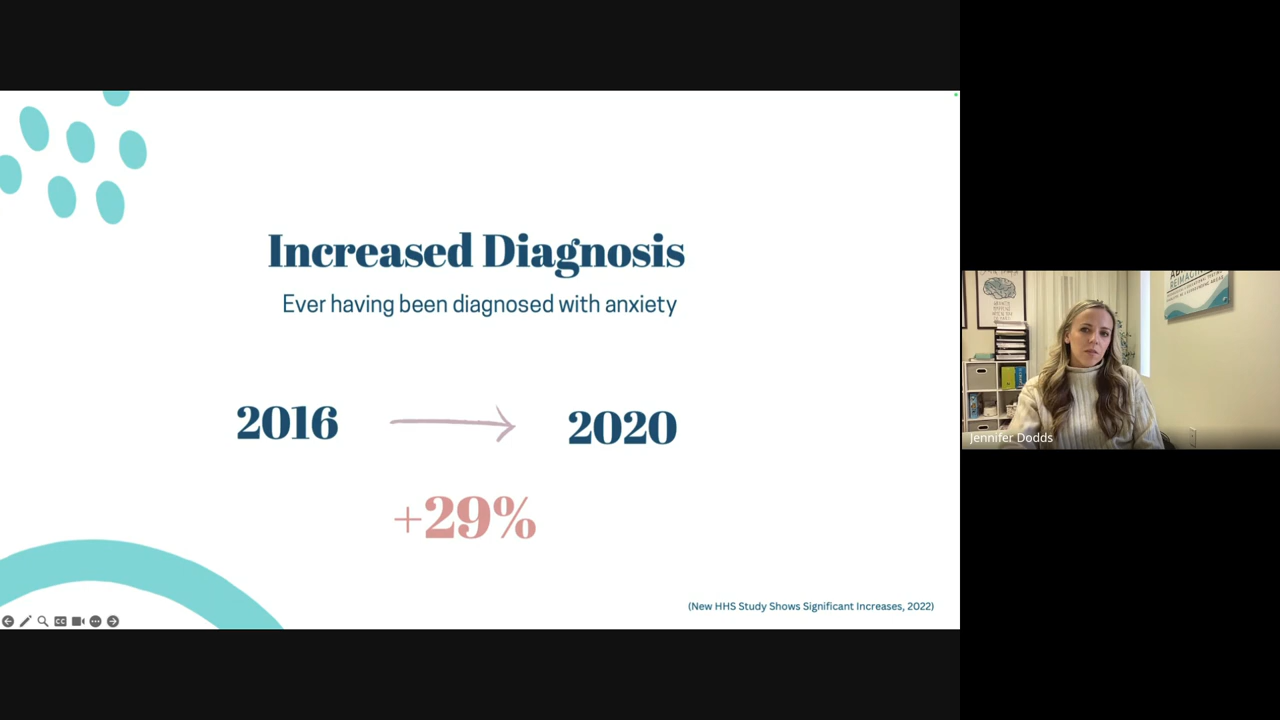 Increased Diagnosis
Ever having been diagnosed with anxiety
2016
2020
+29%
(New HHS Study Shows Significant Increases, 2022)
CC
Jennifer Dodds